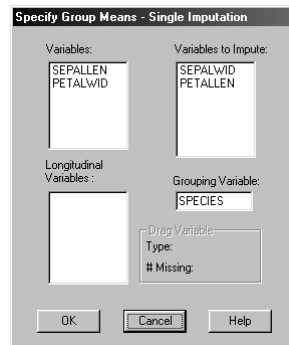 Specify Group Means - Single Imputation
Variables:
SEPALLEN
PETALWID
Variables to Impute:
SEPALWID
PETALLEN
Longitudinal
Variables :
Grouping Variable:
SPECIES
Drag Variable
Type:
# Missing:
OK
Cancel
Help